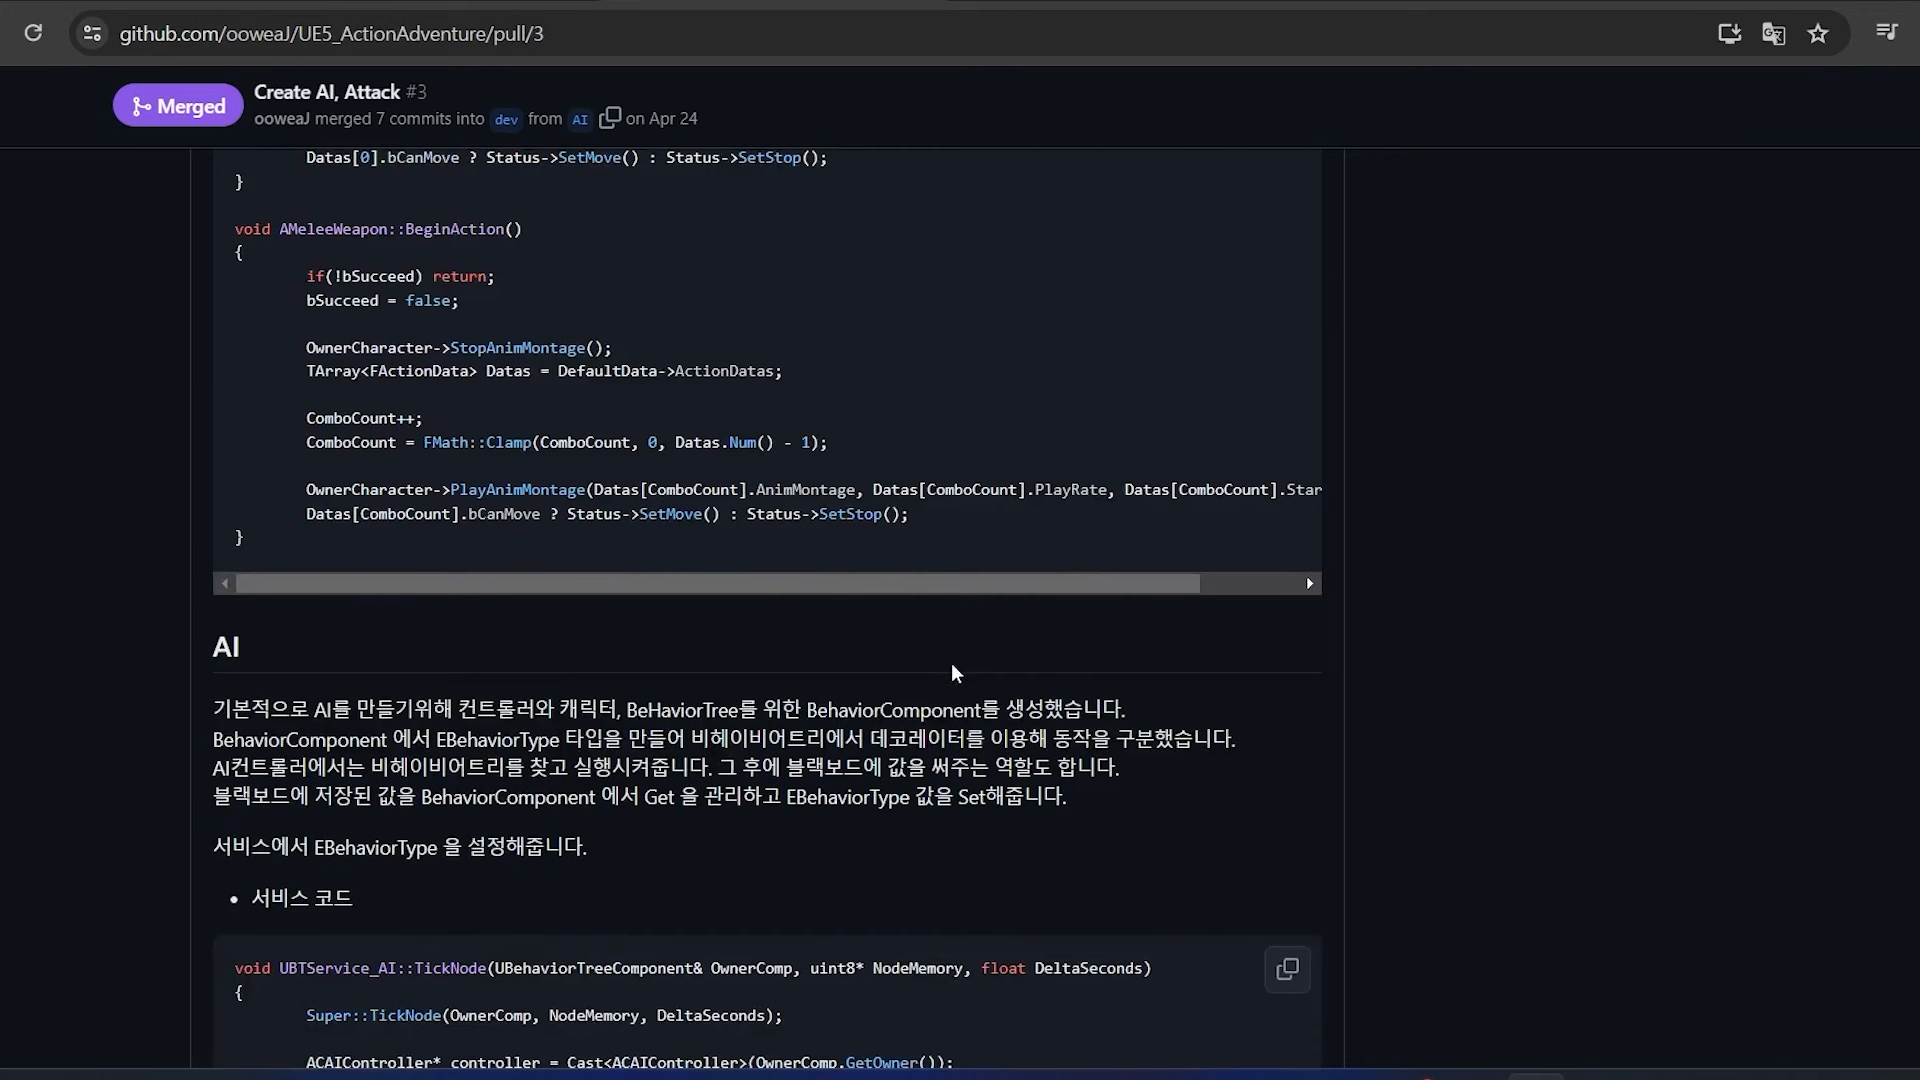 github.com/ooweaJ/UE5_ActionAdventure/pull/3
Merged
Create AI, Attack #3
ooweaJ merged 7 commits into dev from AI on Apr 24
Datas[0].bCanMove ? Status->SetMove() : Status->SetStop();
}
void AMeleeWeapon::BeginAction()
{
if(!bSucceed) return;
bSucceed = false;
OwnerCharacter->StopAnimMontage();
TArray<FActionData> Datas = DefaultData->ActionDatas;
ComboCount++;
ComboCount = FMath::Clamp(ComboCount, 0, Datas.Num() - 1);
OwnerCharacter->PlayAnimMontage(Datas[ComboCount].AnimMontage, Datas[ComboCount].PlayRate, Datas[ComboCount].Star
Datas[ComboCount].bCanMove ? Status->SetMove() : Status->SetStop();
}
AI
기본적으로 AI를 만들기위해 컨트롤러와 캐릭터, BeHaviorTree를 위한 BehaviorComponent를 생성했습니다.
BehaviorComponent 에서 EBehaviorType 타입을 만들어 비헤이비어트리에서 데코레이터를 이용해 동작을 구분했습니다.
AI컨트롤러에서는 비헤이비어트리를 찾고 실행시켜줍니다. 그 후에 블랙보드에 값을 써주는 역할도 합니다.
블랙보드에 저장된 값을 BehaviorComponent 에서 Get 을 관리하고 EBehaviorType 값을 Set해줍니다.
서비스에서 EBehaviorType 을 설정해줍니다.
• 서비스 코드
void UBTService_AI::TickNode(UBehaviorTreeComponent& OwnerComp, uint8* NodeMemory, float DeltaSeconds)
{
Super::TickNode(OwnerComp, NodeMemory, DeltaSeconds);
ACAIController* controller = Cast<ACAIController>(OwnerComp.GetOwner());